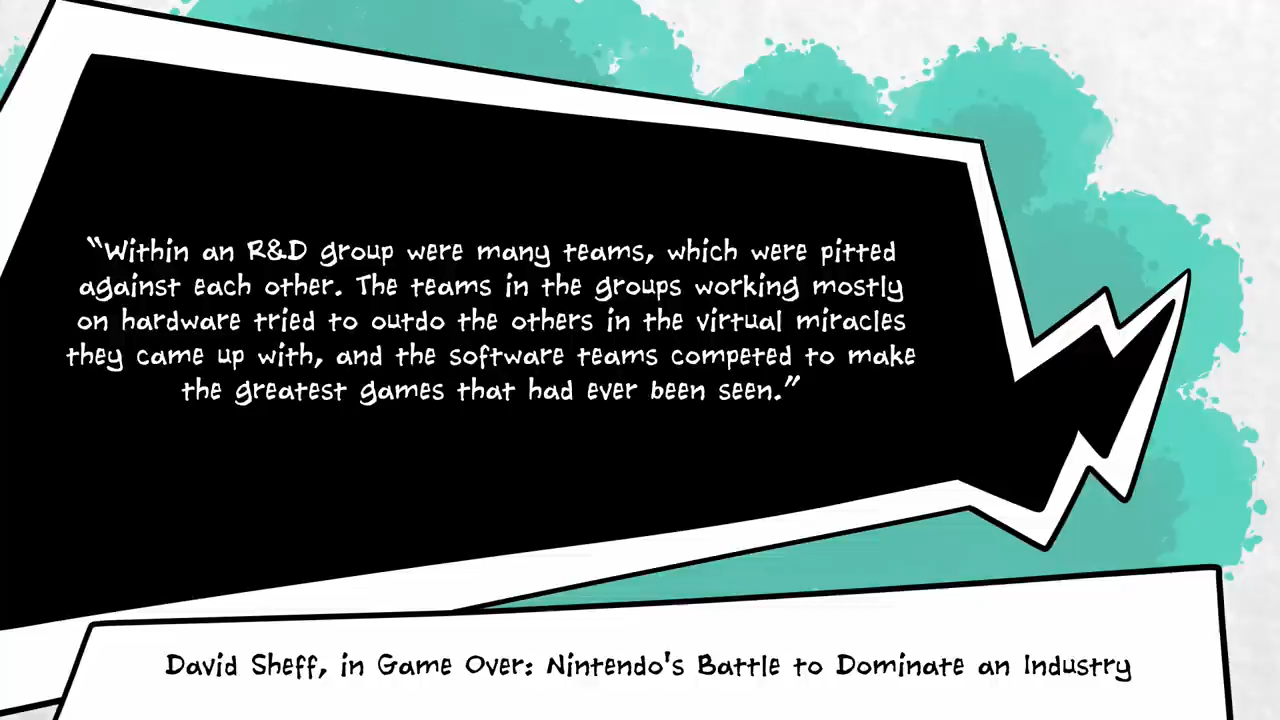 “Within an R&D group were many teams, which were pitted
against each other. The teams in the groups working mostly
on hardware tried to outdo the others in the virtual miracles
they came up with, and the software teams competed to make
the greatest games that had ever been seen.”
David Sheff, in Game Over: Nintendo's Battle to Dominate an Industry